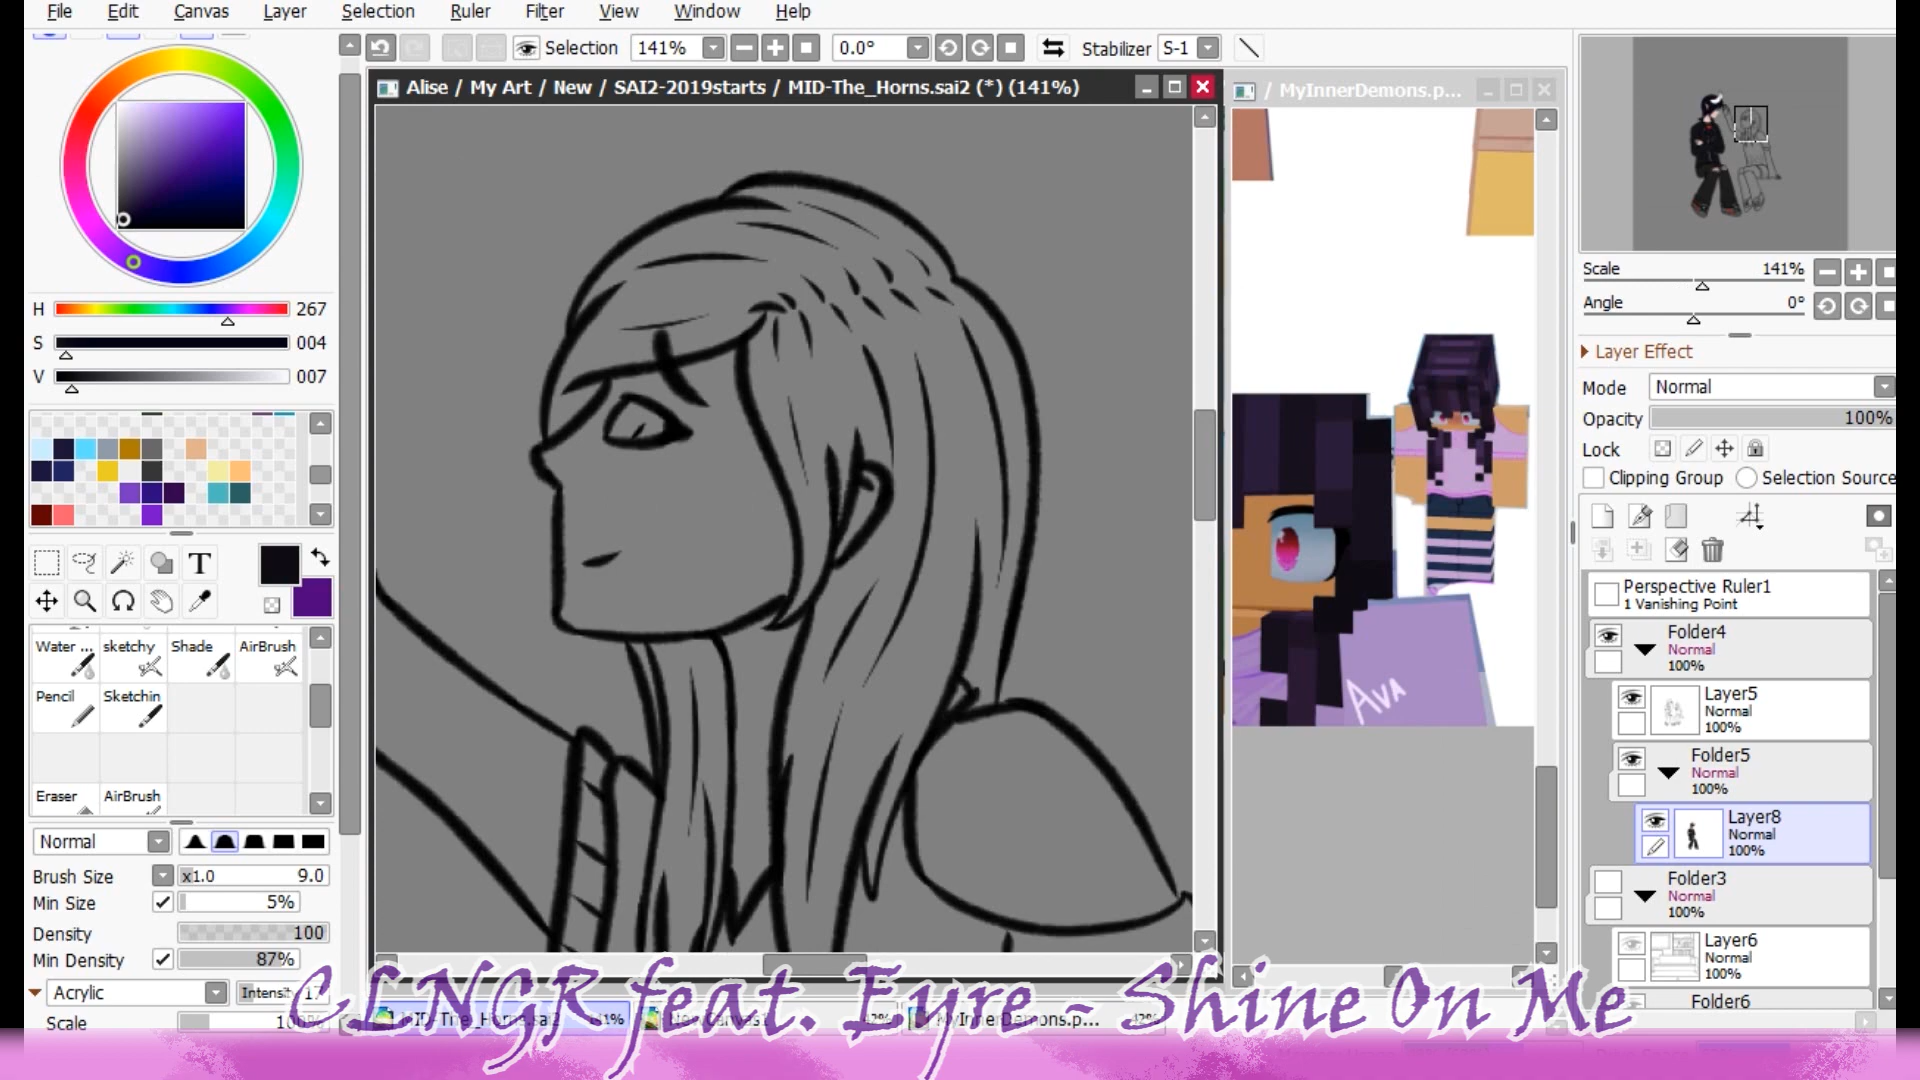 File Edit Canvas Layer Selection Ruler Filter View Window Help
Selection 141% 0.0° Stabilizer S-1
Alise / My Art / New / SAI2-2019starts / MID-The_Horns.sai2 (*) (141%)
/ MyInnerDemons.p...
H 267
S 004
V 007
T
Water ... sketchy Shade AirBrush
Pencil Sketchin
Eraser AirBrush
Normal
Brush Size x1.0 9.0
Min Size 5%
Density 100
Min Density 87%
Acrylic
Scale
Ava
Scale 141%
Angle 0°
Layer Effect
Mode Normal
Opacity 100%
Lock
Clipping Group Selection Source
Perspective Ruler1
1 Vanishing Point
Folder4
Normal
100%
Layer5
Normal
100%
Folder5
Normal
100%
Layer8
Normal
100%
Folder3
Normal
100%
Layer6
Normal
100%
Folder6
MyInnerDemons.p...
CLNGR feat. Eyre - Shine On Me